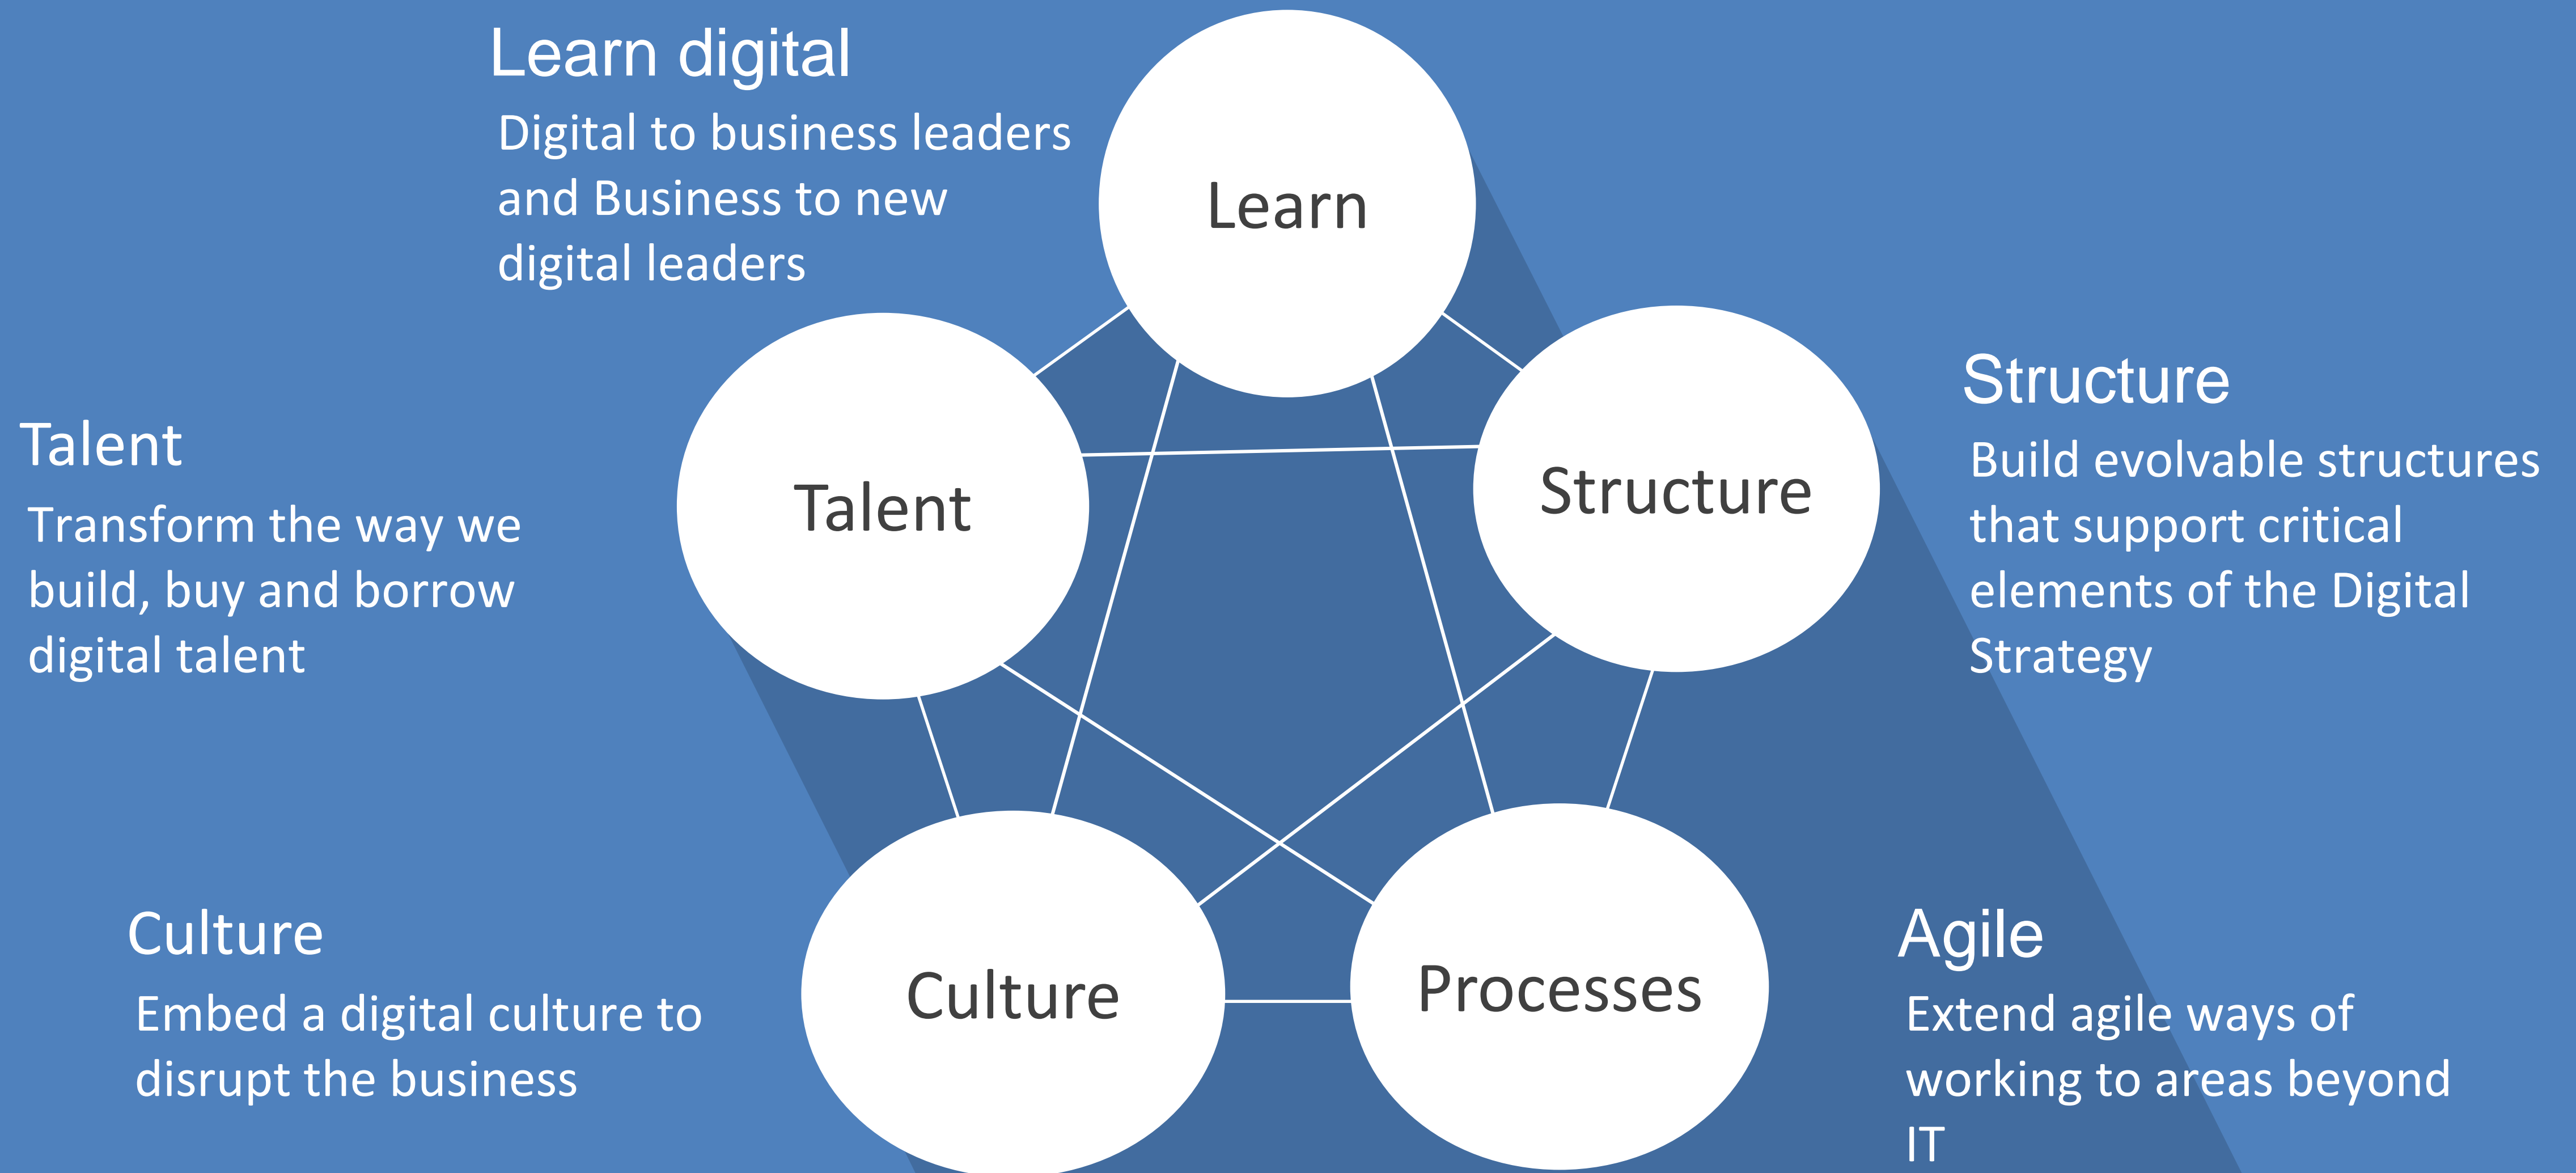 Learn digital
Digital to business leaders
and Business to new
digital leaders
Learn
Talent
Transform the way we
build, buy and borrow
digital talent
Talent
Structure
Structure
Build evolvable structures
that support critical
elements of the Digital
Strategy
Culture
Embed a digital culture to
disrupt the business
Culture
Processes
Agile
Extend agile ways of
working to areas beyond
IT